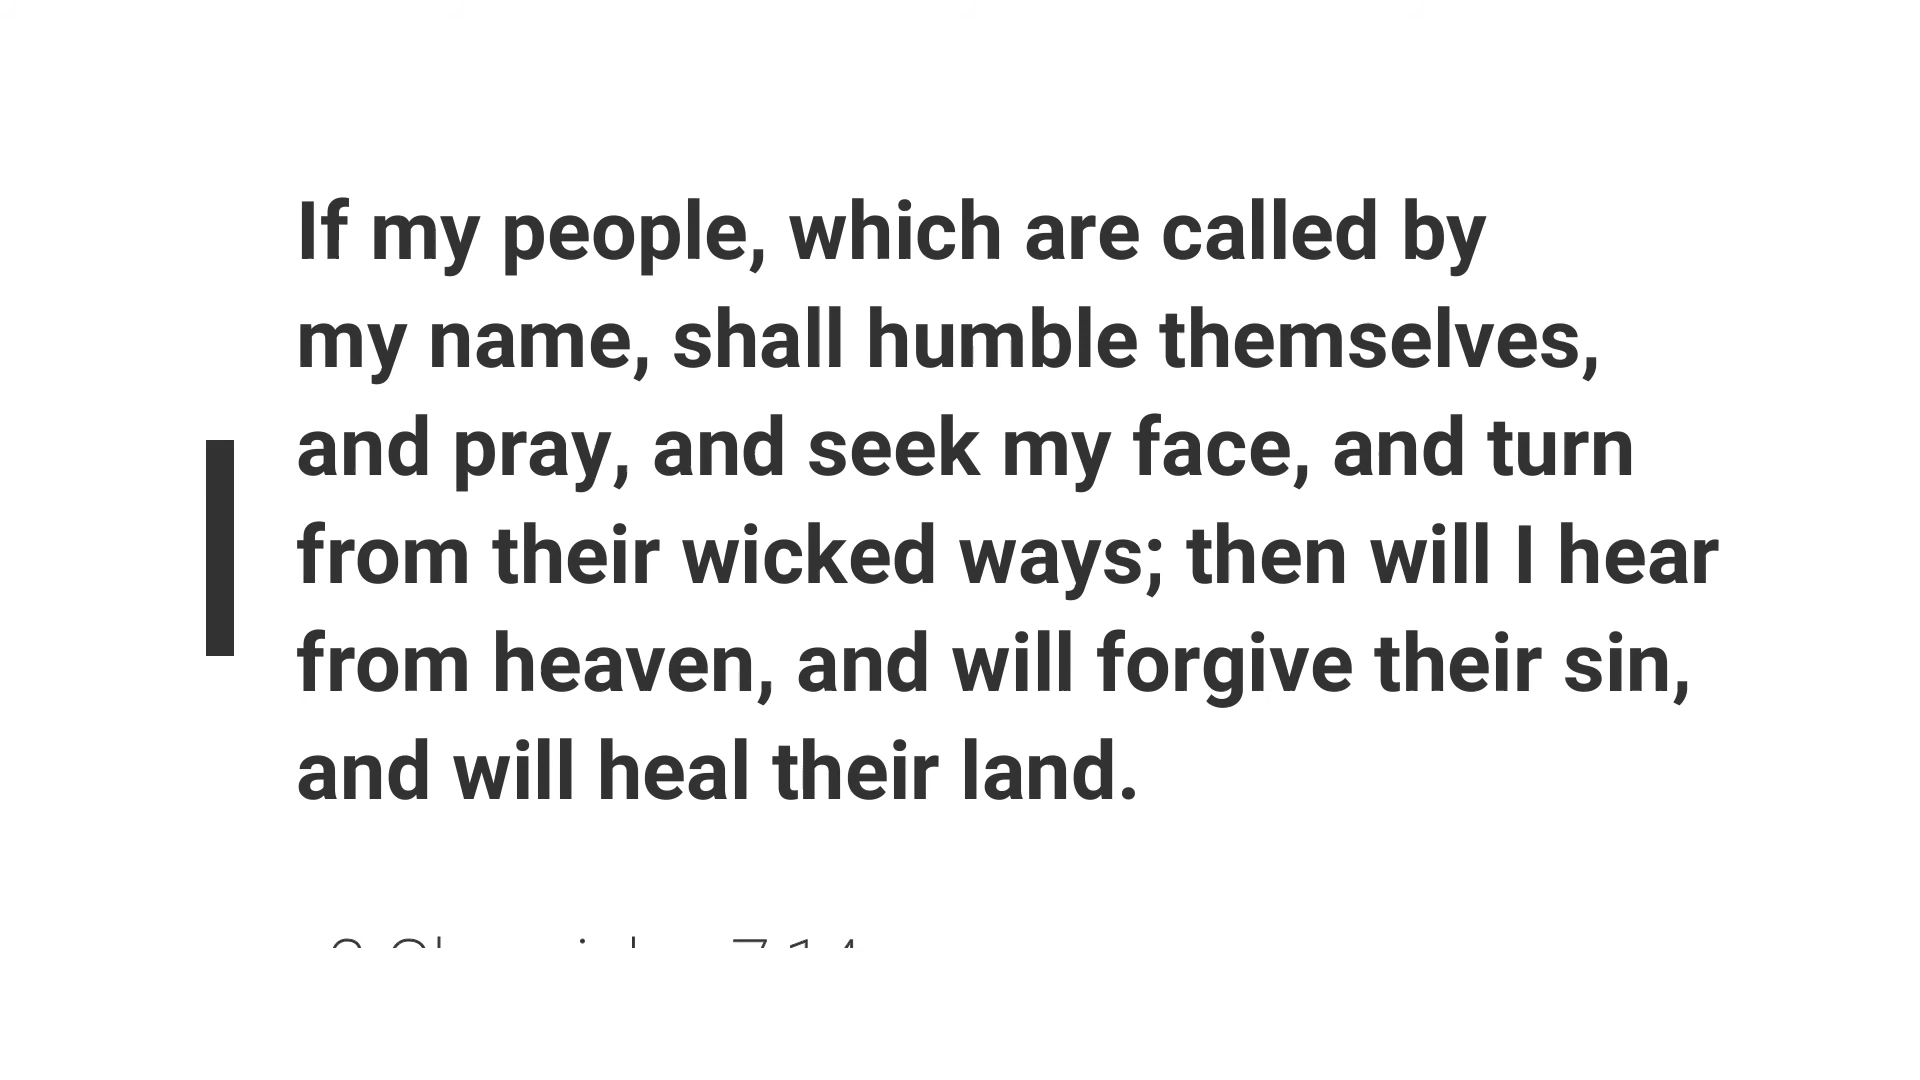 If my people, which are called by
my name, shall humble themselves,
and pray, and seek my face, and turn
from their wicked ways; then will I hear
from heaven, and will forgive their sin,
and will heal their land.